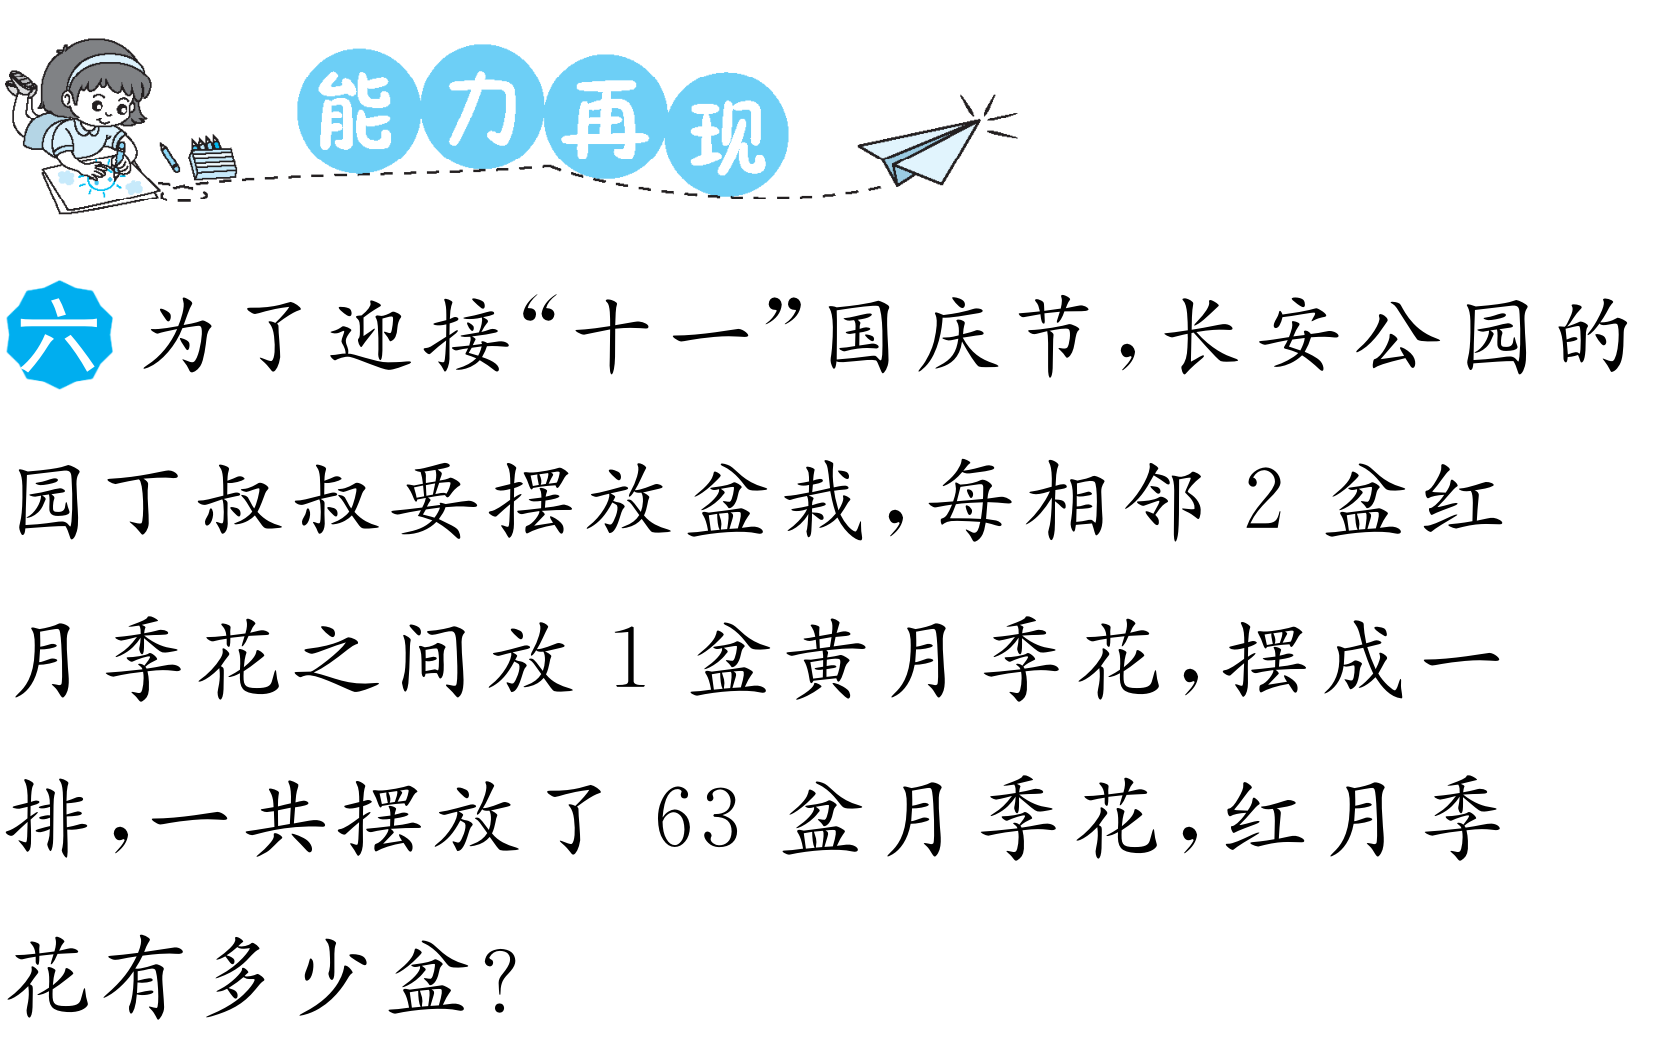 能力再现
六 为了迎接“十一”国庆节,长安公园的
园丁叔叔要摆放盆栽,每相邻 2 盆红
月季花之间放 1 盆黄月季花,摆成一
排,一共摆放了 63 盆月季花,红月季
花有多少盆?